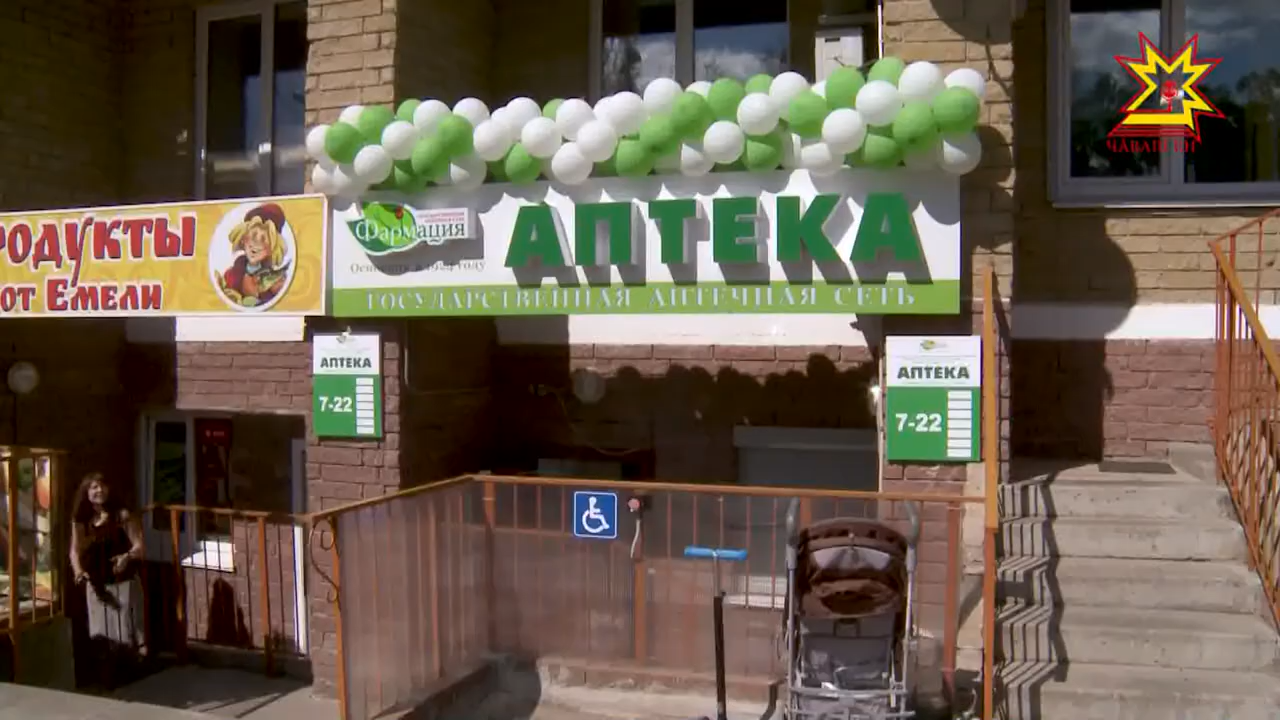 РОДУКТЫ
от Емели
Фармация
АПТЕКА
ГОСУДАРСТВЕННАЯ АПТЕЧНАЯ СЕТЬ
АПТЕКА
7-22
АПТЕКА
7-22